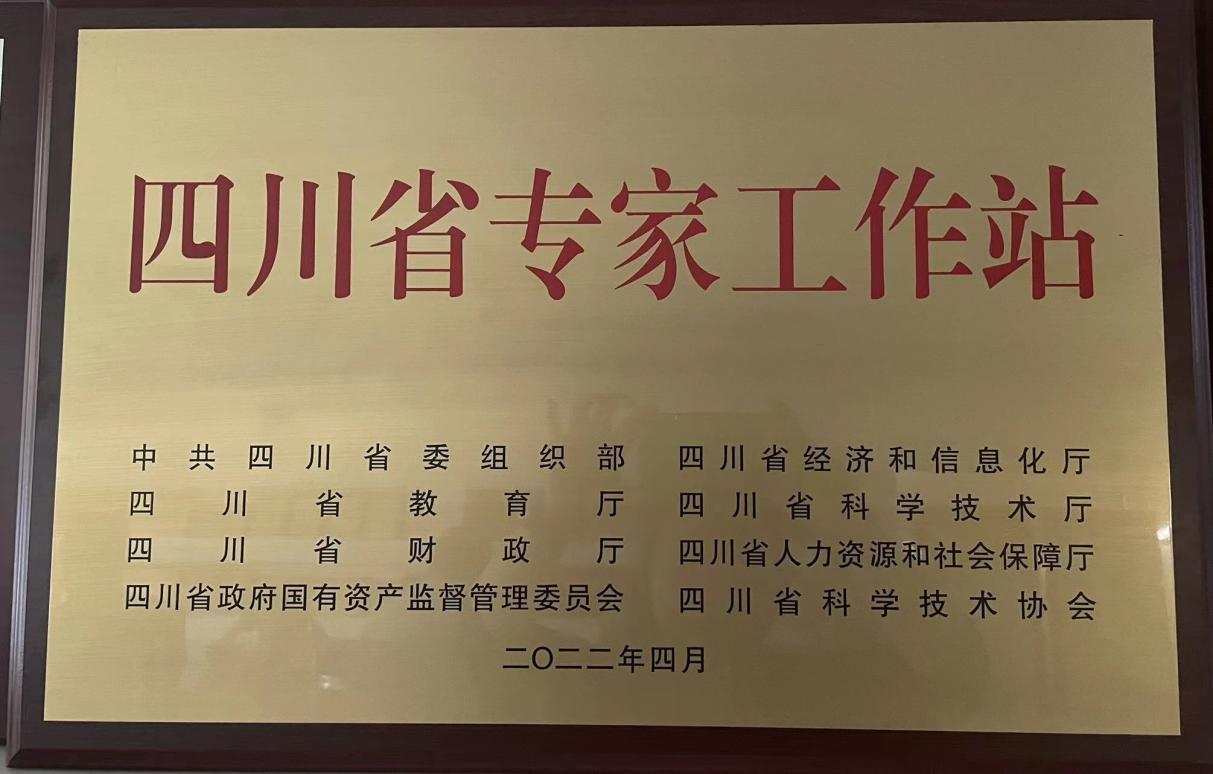 四川省专家工作站
中共四川省委组织部 四川省经济和信息化厅
四川省教育厅 四川省科学技术厅
四川省财政厅 四川省人力资源和社会保障厅
四川省政府国有资产监督管理委员会 四川省科学技术协会
二〇二二年四月